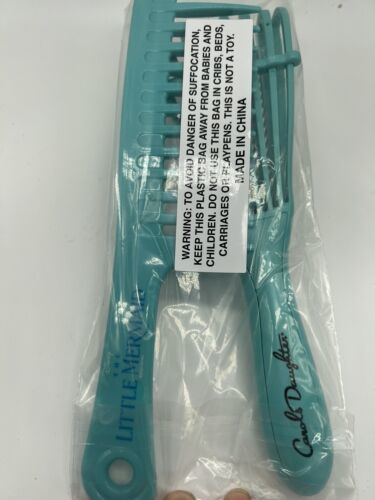 WARNING: TO AVOID DANGER OF SUFFOCATION,
KEEP THIS PLASTIC BAG AWAY FROM BABIES AND
CHILDREN. DO NOT USE THIS BAG IN CRIBS, BEDS,
CARRIAGES OR PLAYPENS. THIS IS NOT A TOY.
MADE IN CHINA
THE
LITTLE MERMAID
Carol's Daughter